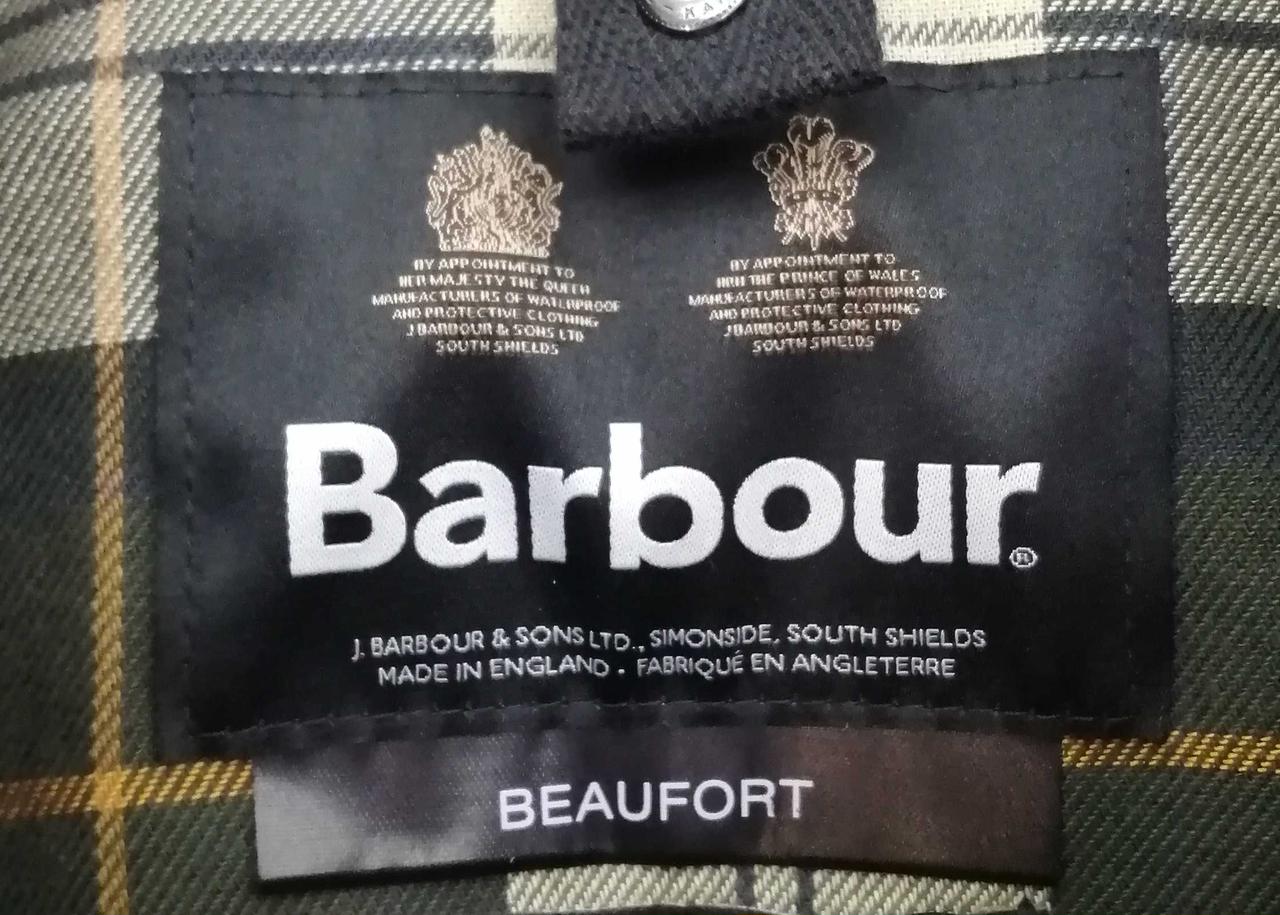 BY APPOINTMENT TO
HER MAJESTY THE QUEEN
MANUFACTURERS OF WATERPROOF
AND PROTECTIVE CLOTHING
J BARBOUR & SONS LTD
SOUTH SHIELDS
BY APPOINTMENT TO
HRH THE PRINCE OF WALES
MANUFACTURERS OF WATERPROOF
AND PROTECTIVE CLOTHING
J BARBOUR & SONS LTD
SOUTH SHIELDS
Barbour®
J. BARBOUR & SONS LTD., SIMONSIDE, SOUTH SHIELDS
MADE IN ENGLAND . FABRIQUÉ EN ANGLETERRE
BEAUFORT